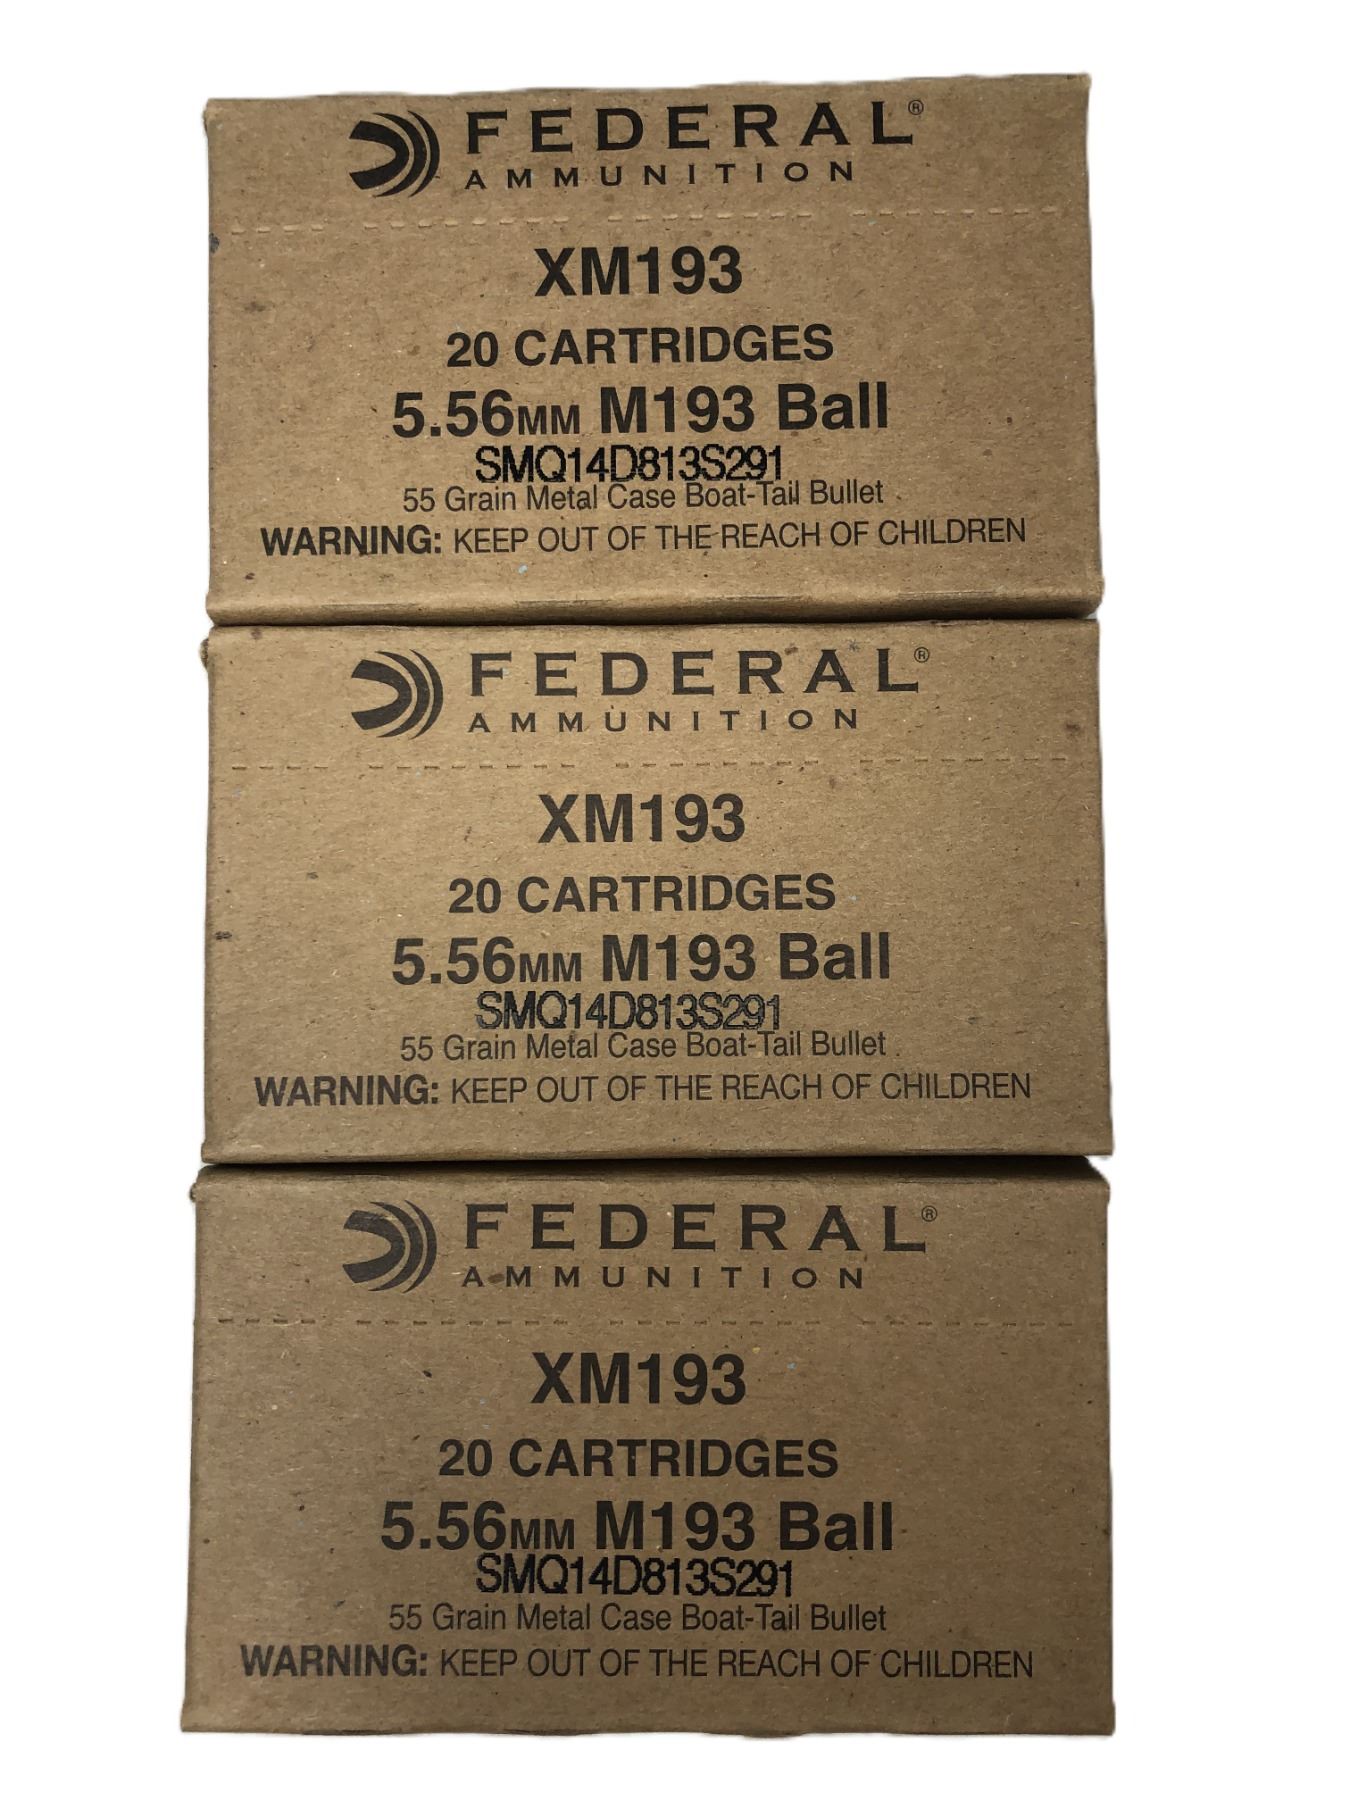 FEDERAL®
AMMUNITION
XM193
20 CARTRIDGES
5.56MM M193 Ball
SMQ14D813S291
55 Grain Metal Case Boat-Tail Bullet
WARNING: KEEP OUT OF THE REACH OF CHILDREN
FEDERAL®
AMMUNITION
XM193
20 CARTRIDGES
5.56MM M193 Ball
SMQ14D813S291
55 Grain Metal Case Boat-Tail Bullet
WARNING: KEEP OUT OF THE REACH OF CHILDREN
FEDERAL®
AMMUNITION
XM193
20 CARTRIDGES
5.56MM M193 Ball
SMQ14D813S291
55 Grain Metal Case Boat-Tail Bullet
WARNING: KEEP OUT OF THE REACH OF CHILDREN